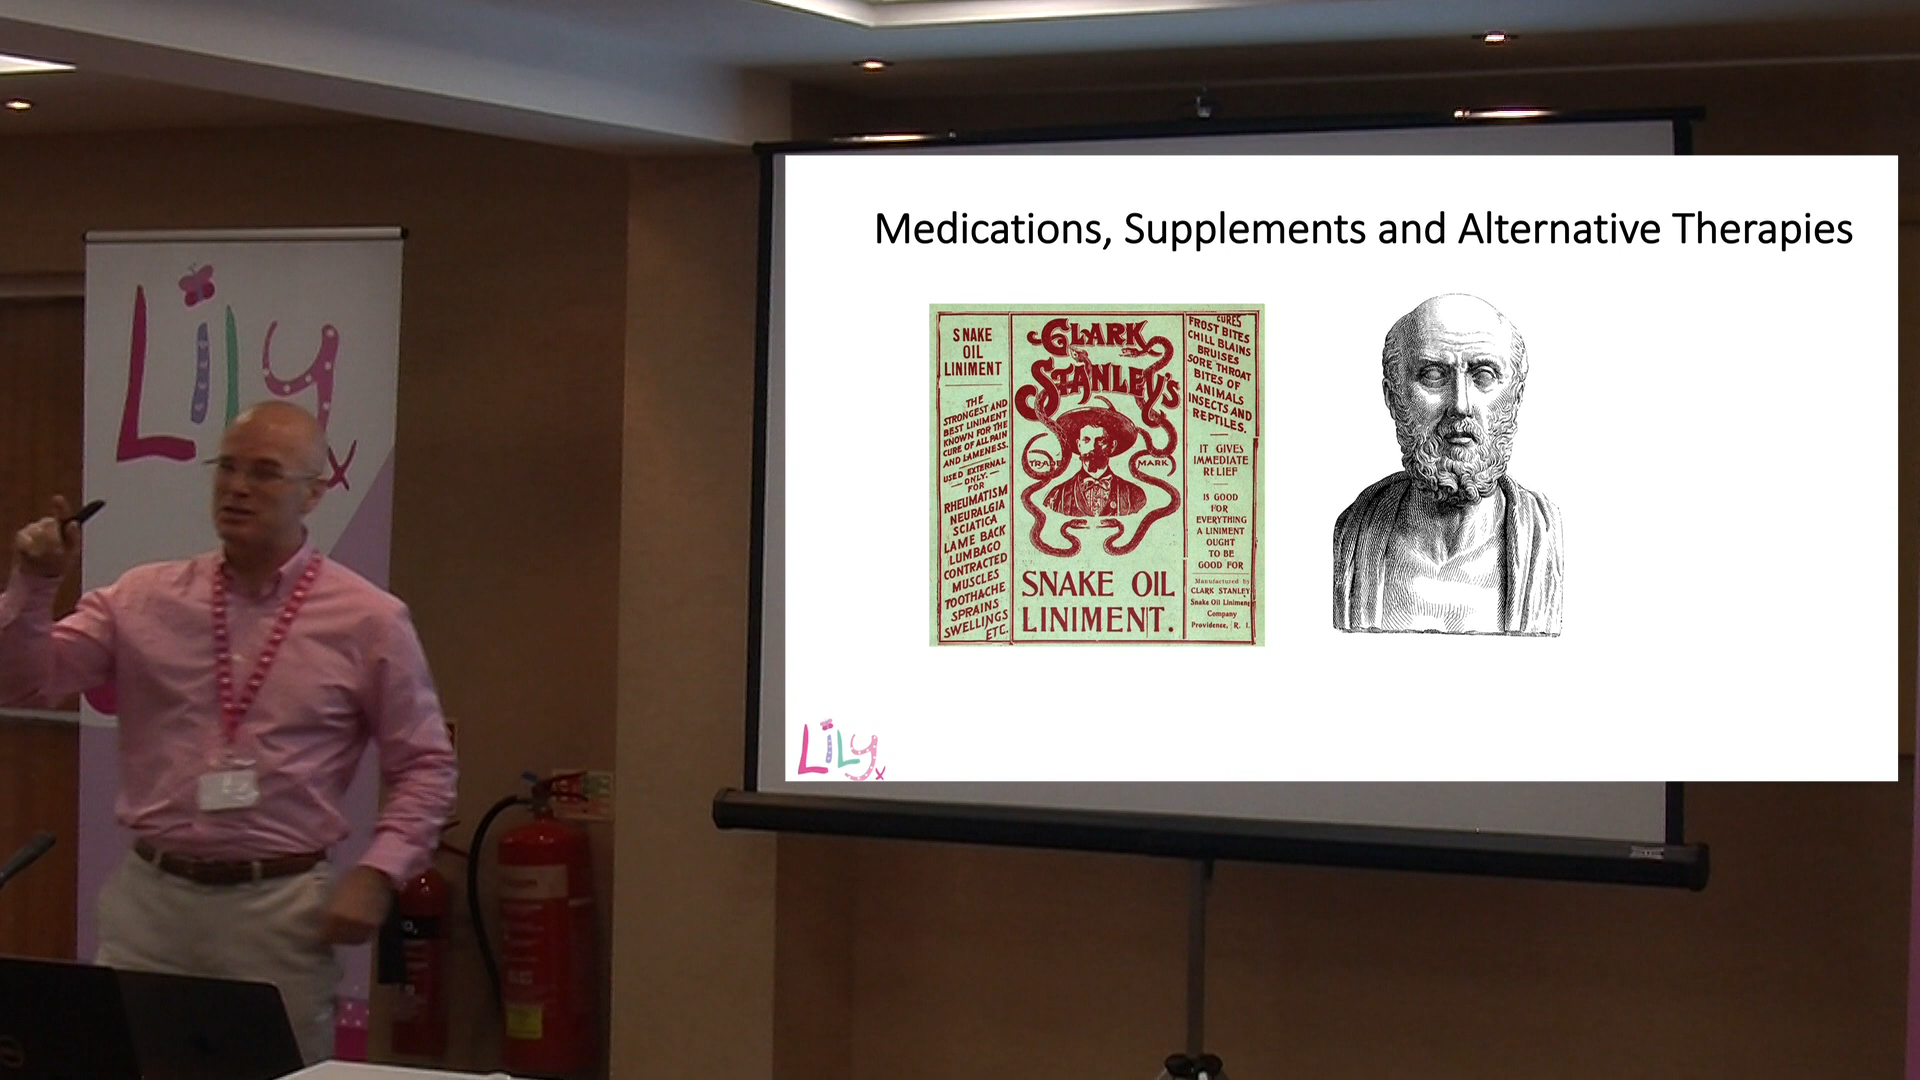 Lily
x
Medications, Supplements and Alternative Therapies
SNAKE
OIL
LINIMENT
THE
STRONGEST AND
BEST LINIMENT
KNOWN FOR THE
CURE OF ALL PAIN
AND LAMENESS.
USED EXTERNAL
ONLY.
FOR
RHEUMATISM
NEURALGIA
SCIATICA
LAME BACK
LUMBAGO
CONTRACTED
MUSCLES
TOOTHACHE
SPRAINS
SWELLINGS
ETC.
CLARK
STANLEY'S
TRADE MARK
SNAKE OIL
LINIMENT.
CURES
FROST BITES
CHILL BLAINS
BRUISES
SORE THROAT
BITES OF
ANIMALS
INSECTS AND
REPTILES.
IT GIVES
IMMEDIATE
RELIEF
IS GOOD
FOR
EVERYTHING
A LINIMENT
OUGHT
TO BE
GOOD FOR
Manufactured by
CLARK STANLEY
Snake Oil Liniment
Company
Providence, R. I.
Lily
x